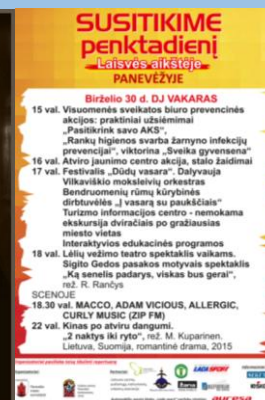 SUSITIKIME
penktadienį
Laisvės aikštėje
PANEVĖŽYJE
Birželio 30 d. DJ VAKARAS
15 val. Visuomenės sveikatos biuro prevencinės
akcijos: praktiniai užsiėmimai
„Pasitikrink savo AKS",
„Rankų higienos svarba žarnyno infekcijų
prevencijai", viktorina „Sveika gyvensena"
16 val. Atviro jaunimo centro akcija, stalo žaidimai
17 val. Festivalis „Dūdų vasara". Dalyvauja
Vilkaviškio moksleivių orkestras
Bendruomenių rūmų kūrybinės
dirbtuvėlės „Į vasarą su paukščiais"
Turizmo informacijos centro - nemokama
ekskursija dviračiais po gražiausias
miesto vietas
Interaktyvios edukacinės programos
18 val. Lėlių vežimo teatro spektaklis vaikams.
Sigito Gedos pasakos motyvais spektaklis
„Ką senelis padarys, viskas bus gerai",
rež. R. Rančys
SCENOJE
18.30 val. MACCO, ADAM VICIOUS, ALLERGIC,
CURLY MUSIC (ZIP FM)
22 val. Kinas po atviru dangumi.
„2 naktys iki ryto", rež. M. Kuparinen.
Lietuva, Suomija, romantinė drama, 2015